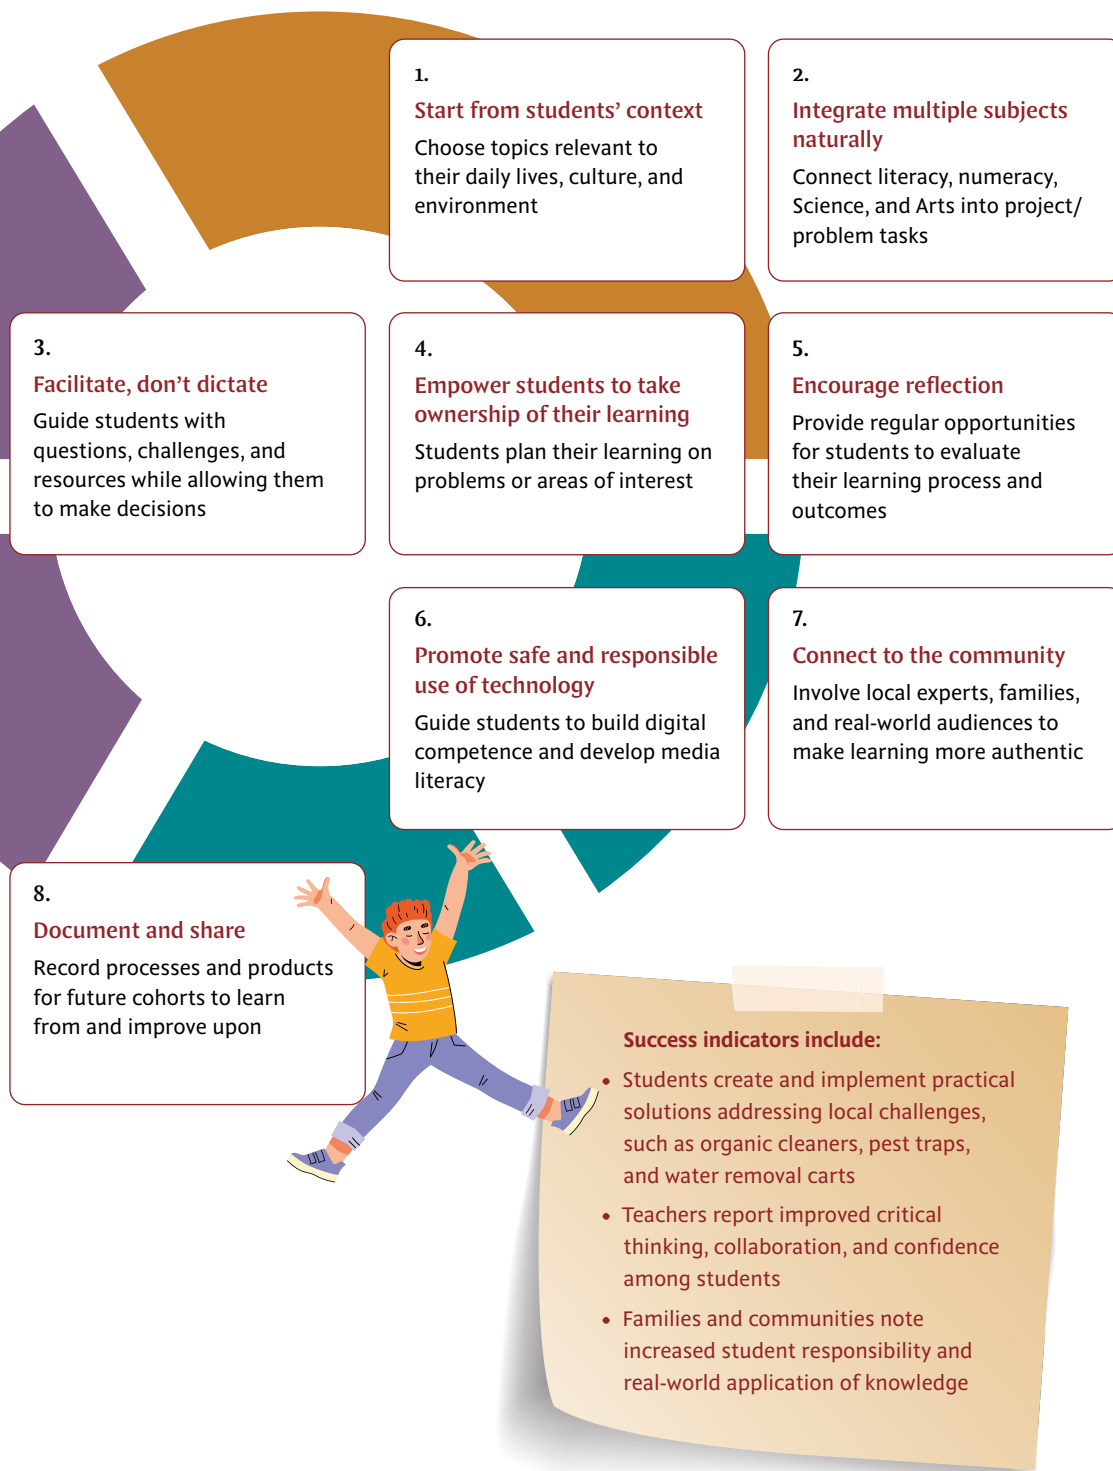 1.
Start from students’ context
Choose topics relevant to
their daily lives, culture, and
environment
2.
Integrate multiple subjects
naturally
Connect literacy, numeracy,
Science, and Arts into project/
problem tasks
3.
Facilitate, don’t dictate
Guide students with
questions, challenges, and
resources while allowing them
to make decisions
4.
Empower students to take
ownership of their learning
Students plan their learning on
problems or areas of interest
5.
Encourage reflection
Provide regular opportunities
for students to evaluate
their learning process and
outcomes
6.
Promote safe and responsible
use of technology
Guide students to build digital
competence and develop media
literacy
7.
Connect to the community
Involve local experts, families,
and real-world audiences to
make learning more authentic
8.
Document and share
Record processes and products
for future cohorts to learn
from and improve upon
Success indicators include:
• Students create and implement practical
solutions addressing local challenges,
such as organic cleaners, pest traps,
and water removal carts
• Teachers report improved critical
thinking, collaboration, and confidence
among students
• Families and communities note
increased student responsibility and
real-world application of knowledge